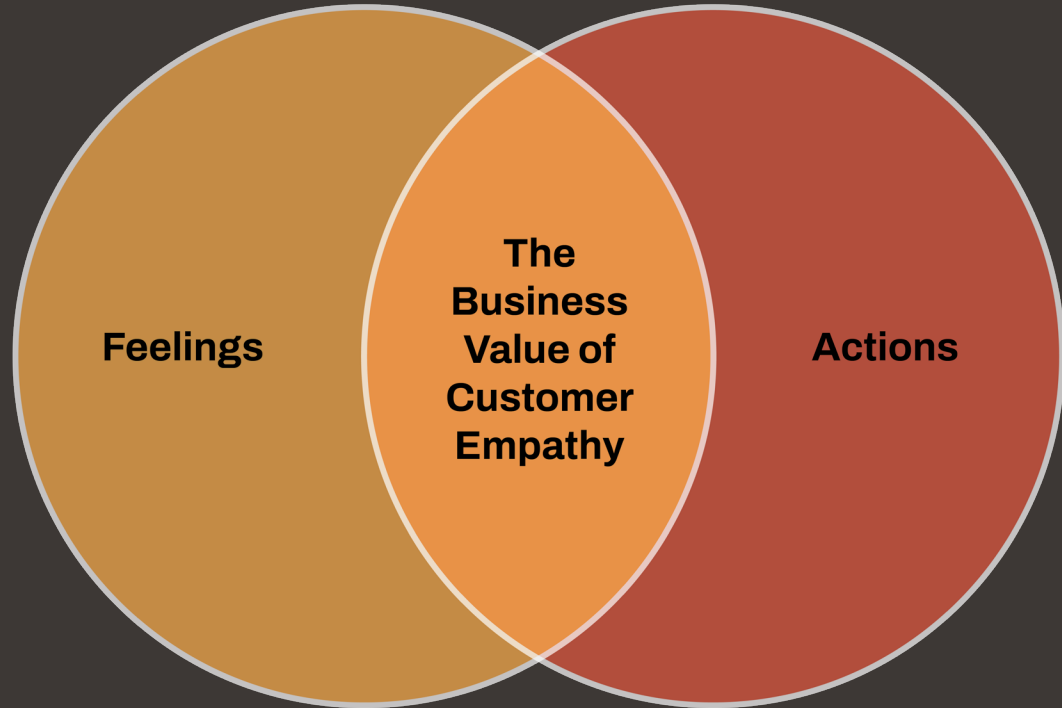 Feelings
The
Business
Value of
Customer
Empathy
Actions